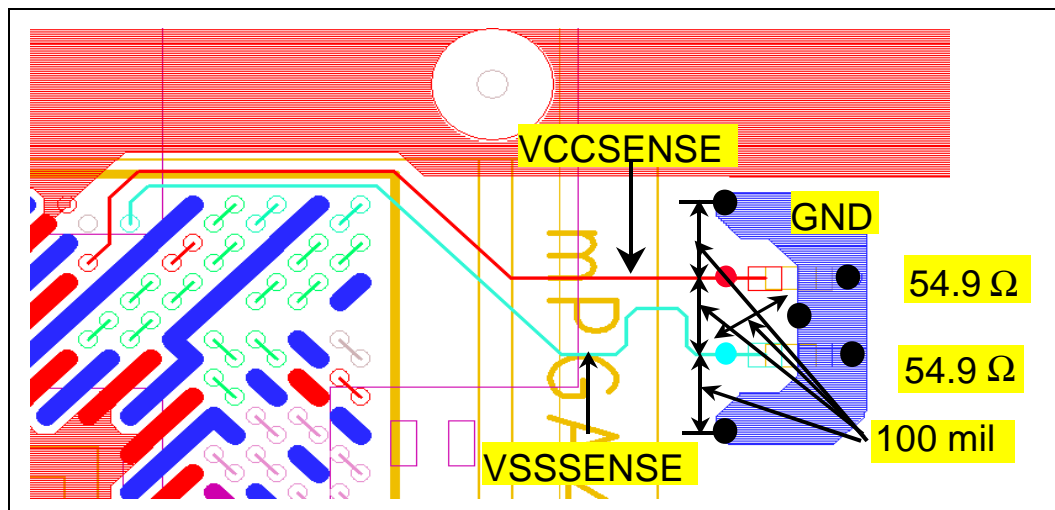 VCCSENSE
GND
54.9 Ω
54.9 Ω
100 mil
VSSSENSE